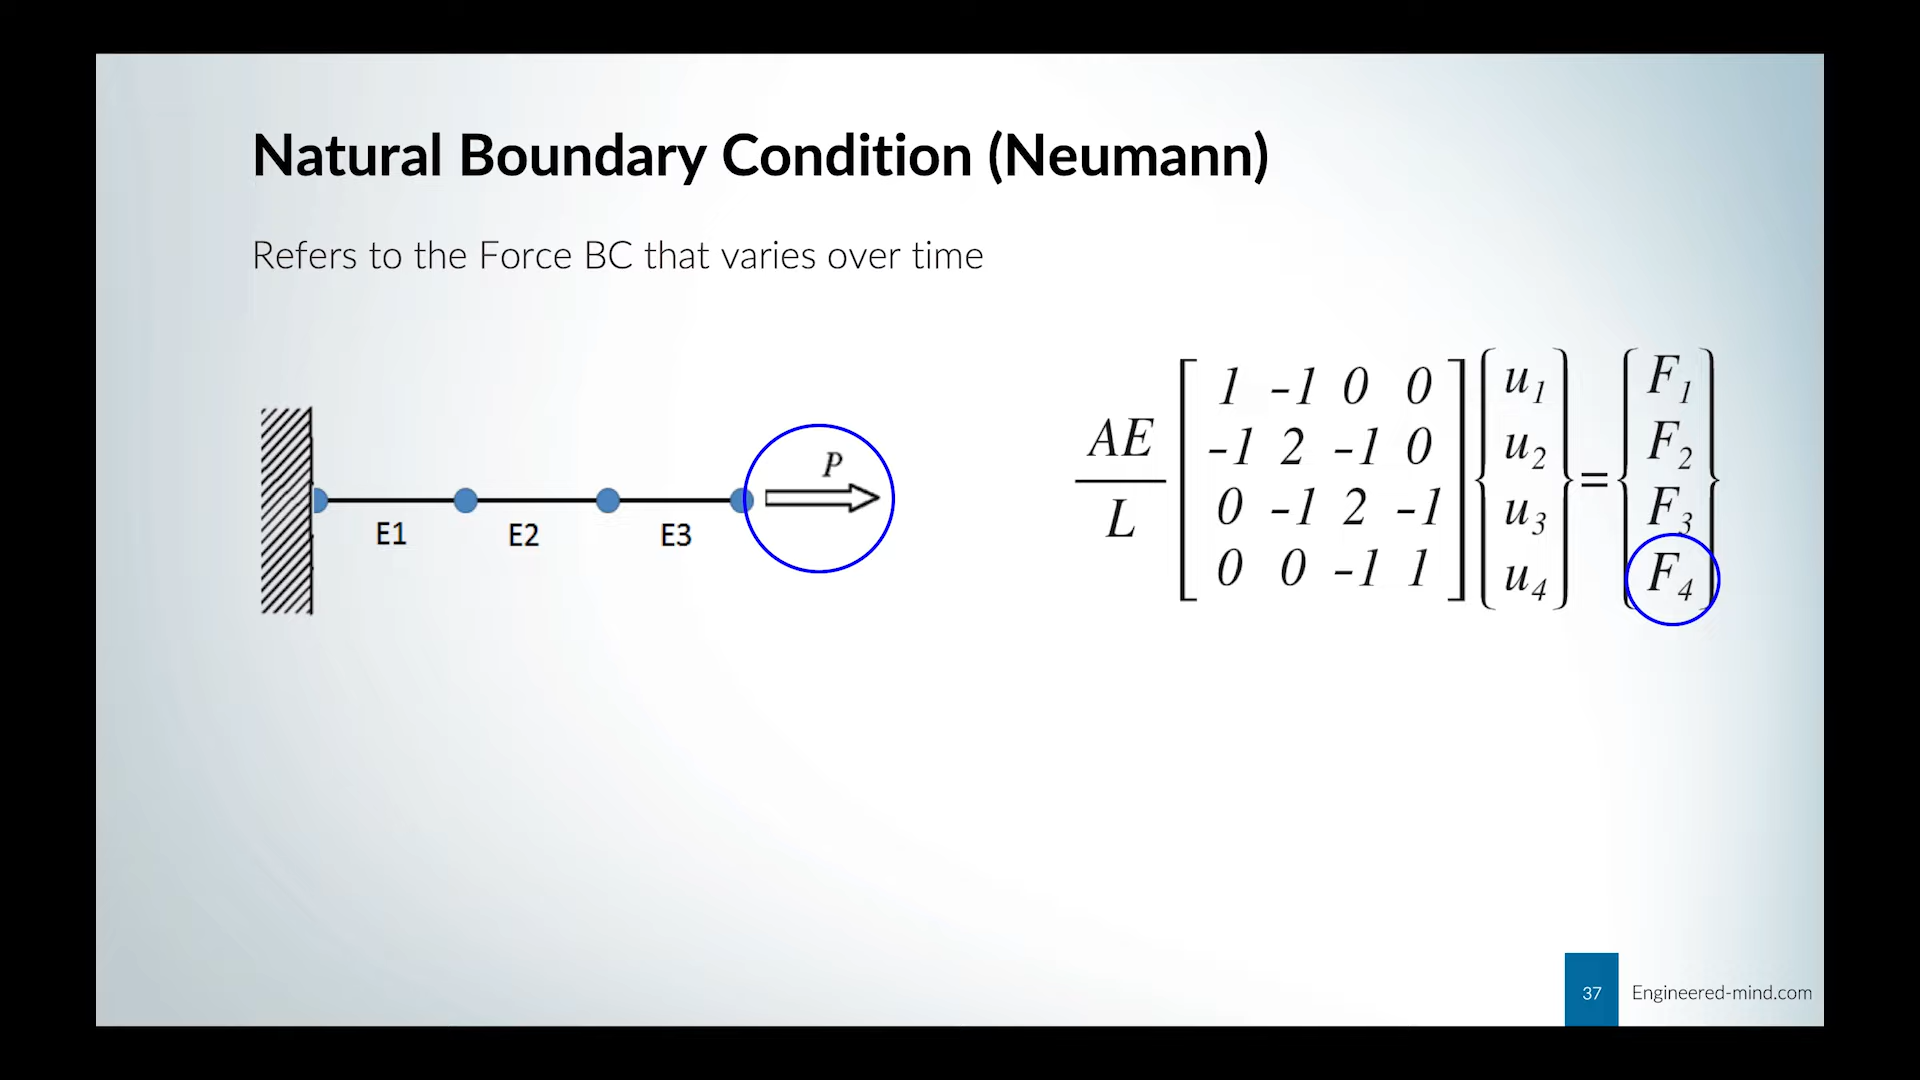 Natural Boundary Condition (Neumann)
Refers to the Force BC that varies over time
P
E1 E2 E3
AE
L
1 -1 0 0
-1 2 -1 0
0 -1 2 -1
0 0 -1 1
u1
u2
u3
u4
=
F1
F2
F3
F4
37 Engineered-mind.com